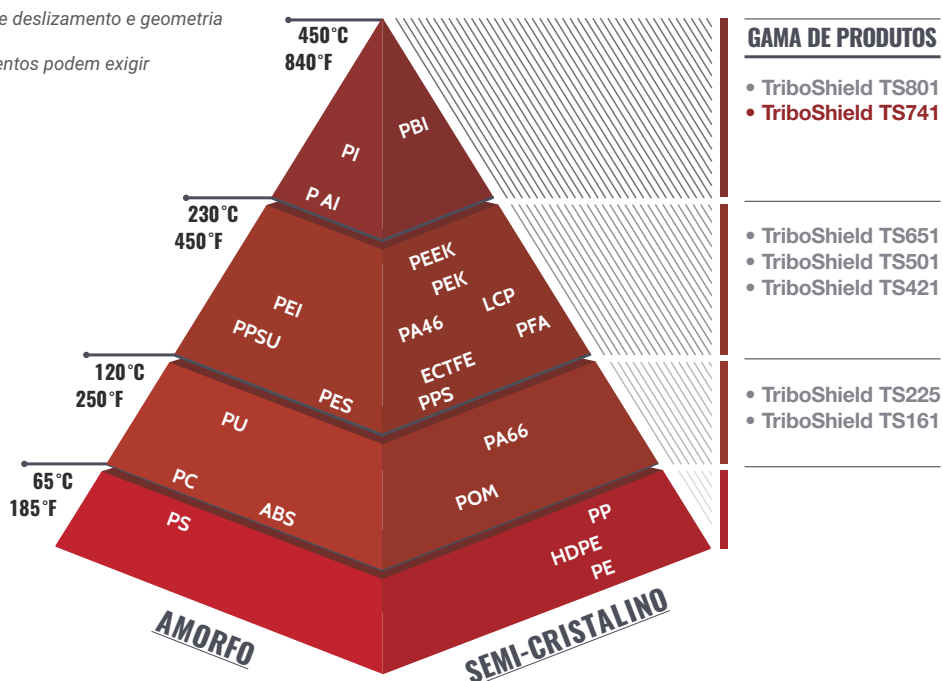 e deslizamento e geometria
entos podem exigir
450°C
840°F
230°C
450°F
120°C
250°F
65°C
185°F
PI
P AI
PBI
PEI
PPSU
PES
PEEK
PEK
LCP
PA46
PFA
ECTFE
PPS
PU
PC
ABS
PA66
POM
PS
PP
HDPE
PE
AMORFO
SEMI-CRISTALINO
GAMA DE PRODUTOS
• TriboShield TS801
• TriboShield TS741
• TriboShield TS651
• TriboShield TS501
• TriboShield TS421
• TriboShield TS225
• TriboShield TS161